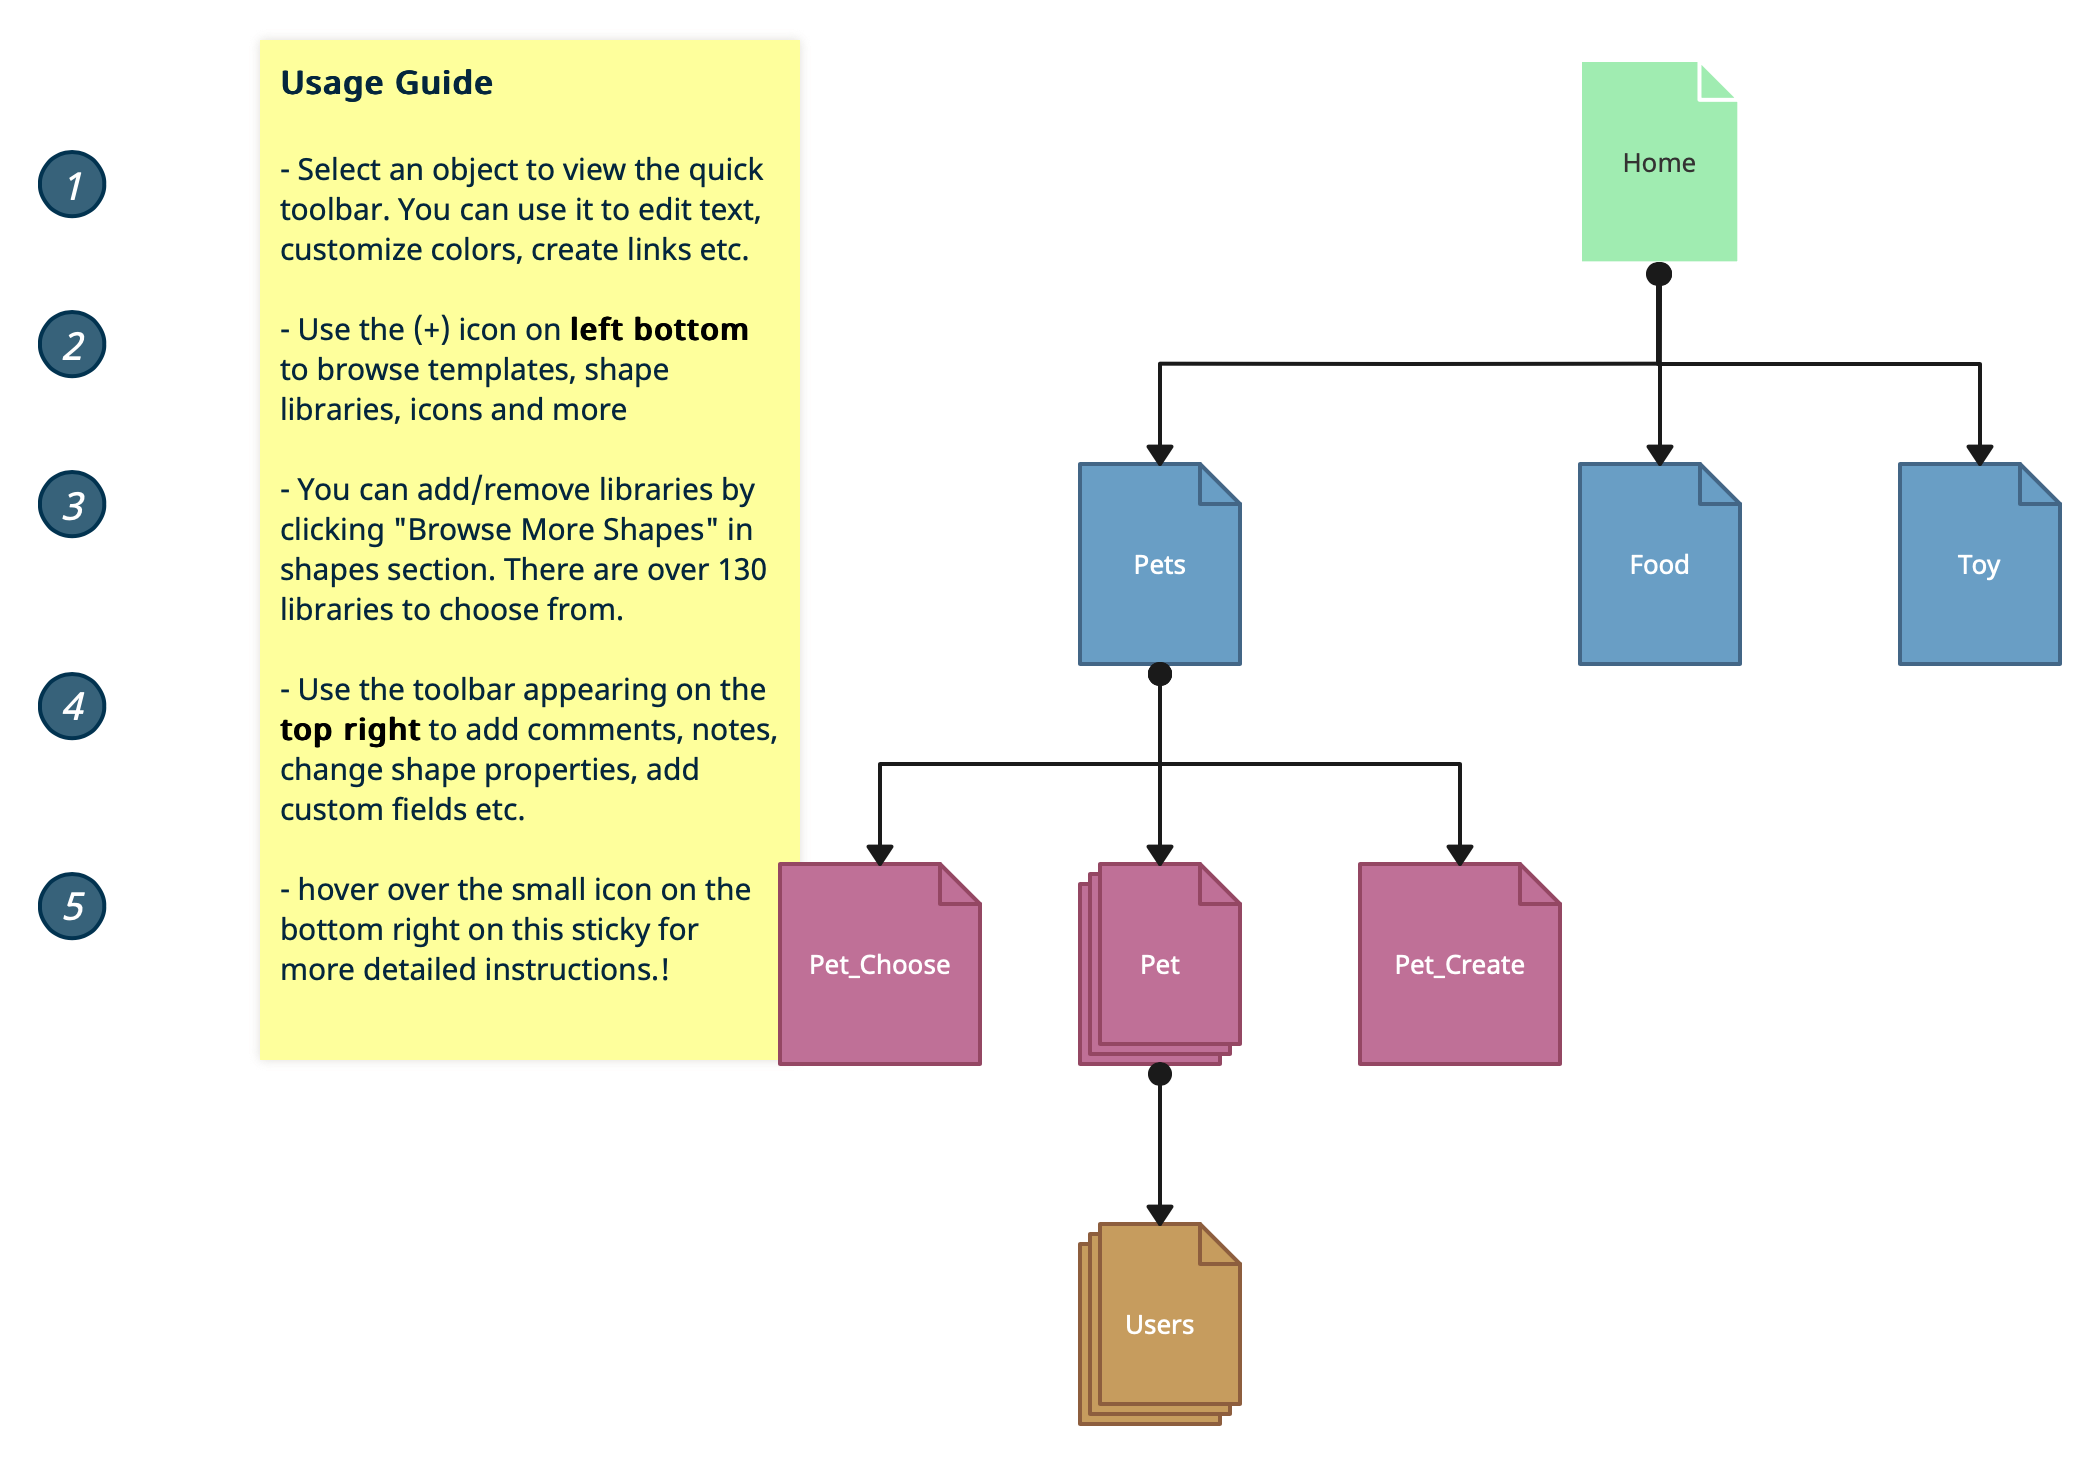 Usage Guide
1
- Select an object to view the quick
toolbar. You can use it to edit text,
customize colors, create links etc.
2
- Use the (+) icon on left bottom
to browse templates, shape
libraries, icons and more
3
- You can add/remove libraries by
clicking "Browse More Shapes" in
shapes section. There are over 130
libraries to choose from.
4
- Use the toolbar appearing on the
top right to add comments, notes,
change shape properties, add
custom fields etc.
5
- hover over the small icon on the
bottom right on this sticky for
more detailed instructions.!
Home
Pets
Food
Toy
Pet_Choose
Pet
Pet_Create
Users